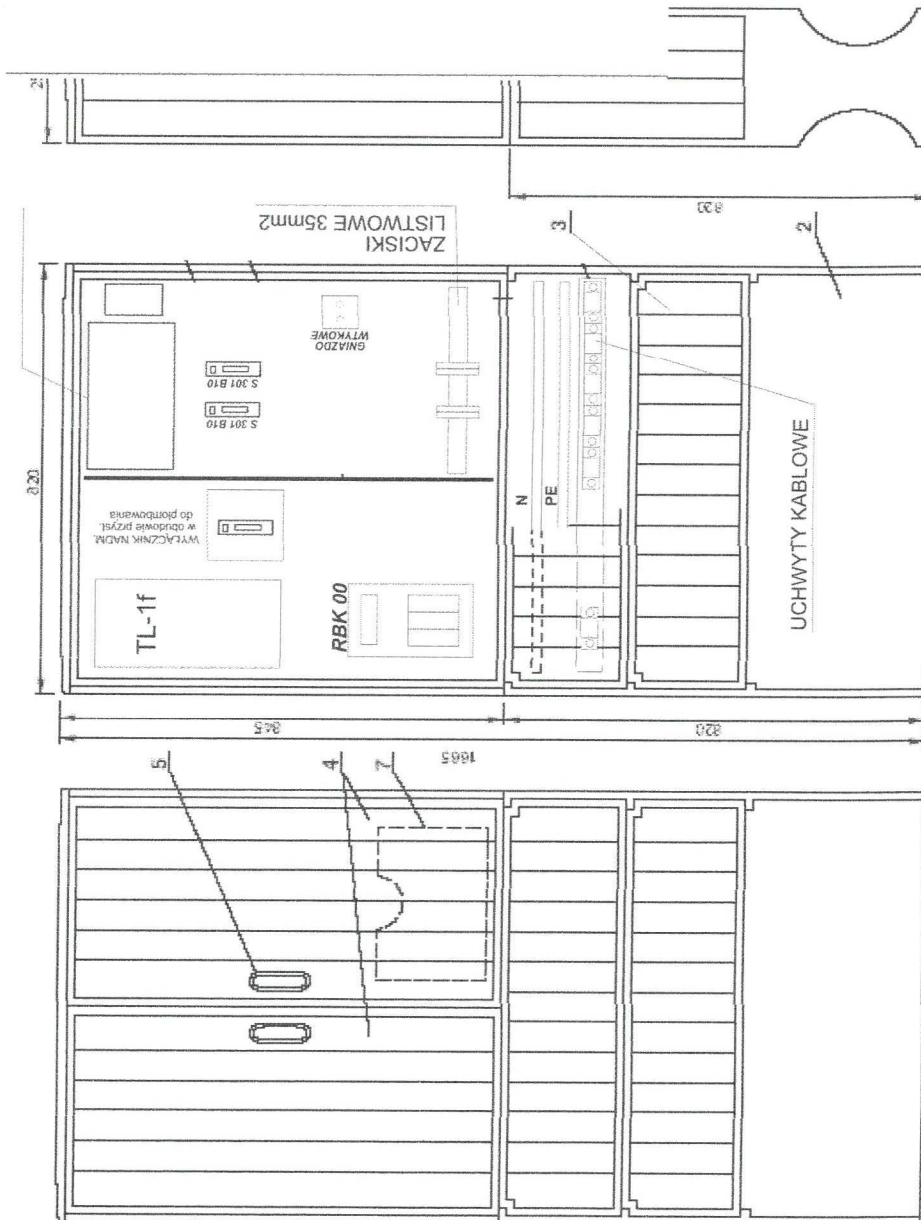 25
830
3
2
ZACISKI
LISTWOWE 35mm2
820
GNIAZDO
WTYKOWE
S 301 B10
S 301 B10
WYŁĄCZNIK NADM.
w obudowie przysł.
do plombowania
TL-1f
RBK 00
N
PE
UCHWYTY KABLOWE
845
820
1665
5
4
7